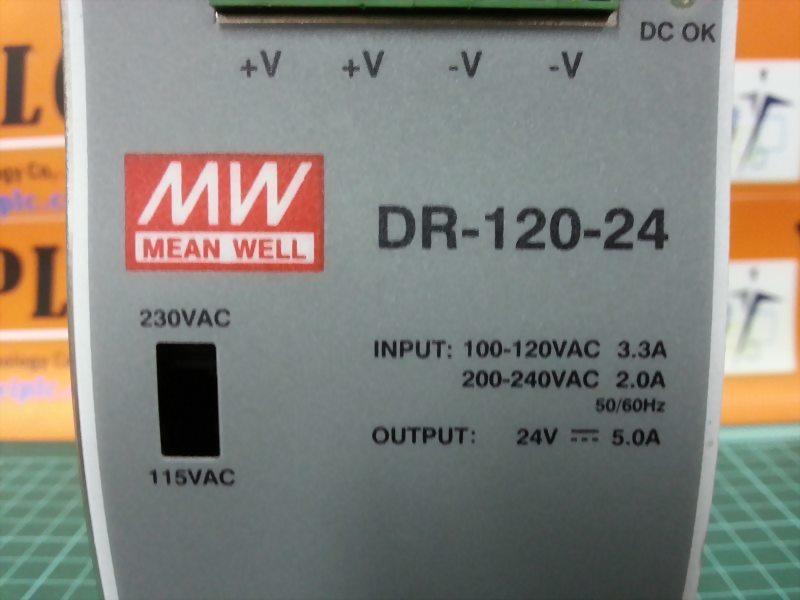 DC OK
+V +V -V -V
MW
MEAN WELL
DR-120-24
230VAC
115VAC
INPUT: 100-120VAC 3.3A
200-240VAC 2.0A
50/60Hz
OUTPUT: 24V 5.0A